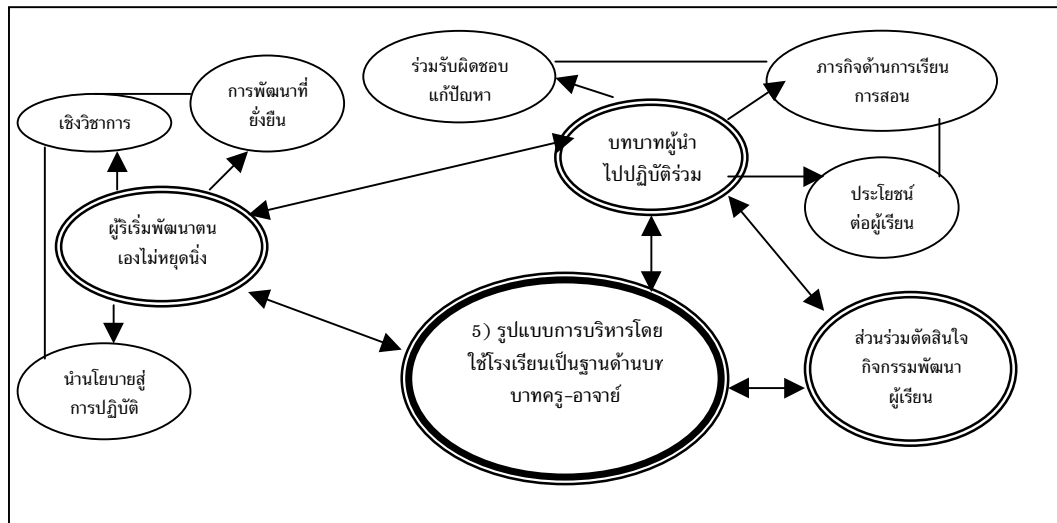 ร่วมรับผิดชอบ
แก้ปัญหา
ภารกิจด้านการเรียน
การสอน
การพัฒนาที่
ยั่งยืน
เชิงวิชาการ
บทบาทผู้นำ
ไปปฏิบัติร่วม
ประโยชน์
ต่อผู้เรียน
ผู้ริเริ่มพัฒนาตน
เองไม่หยุดนิ่ง
5) รูปแบบการบริหารโดย
ใช้โรงเรียนเป็นฐานด้านบท
บาทครู-อาจาย์
ส่วนร่วมตัดสินใจ
กิจกรรมพัฒนา
ผู้เรียน
นำนโยบายสู่
การปฏิบัติ